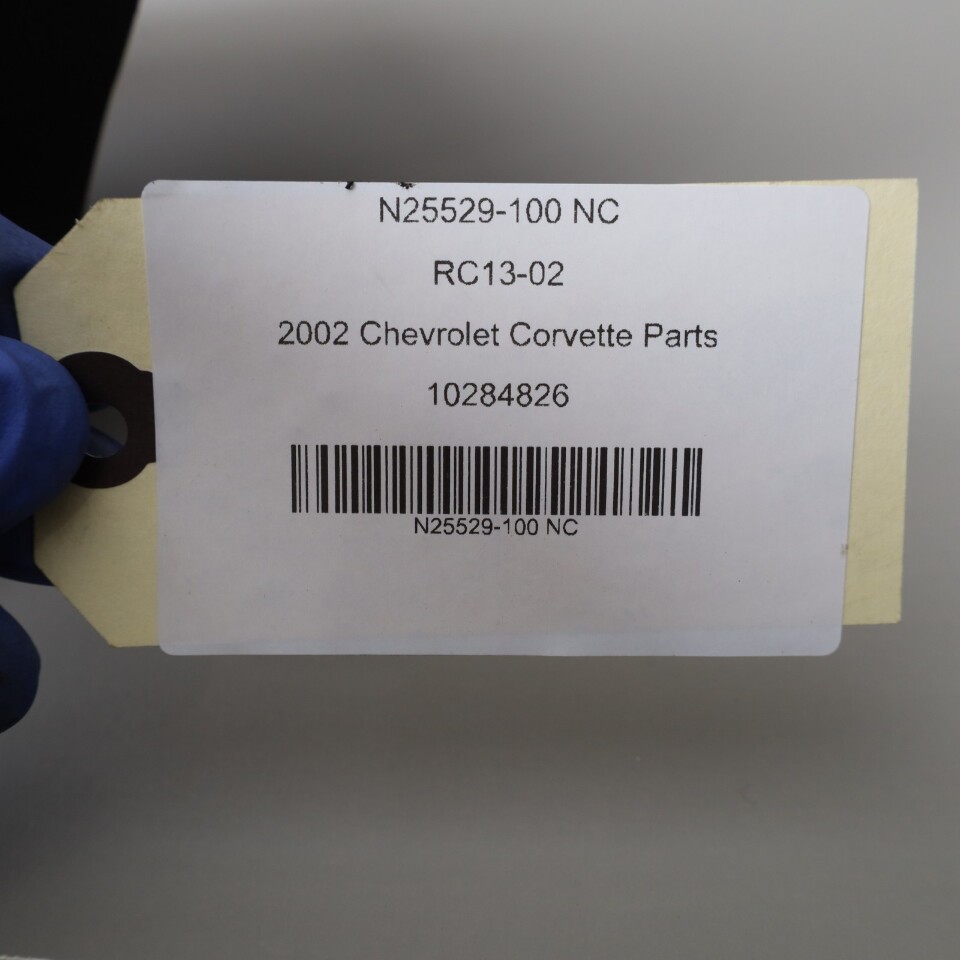 N25529-100 NC
RC13-02
2002 Chevrolet Corvette Parts
10284826
N25529-100 NC